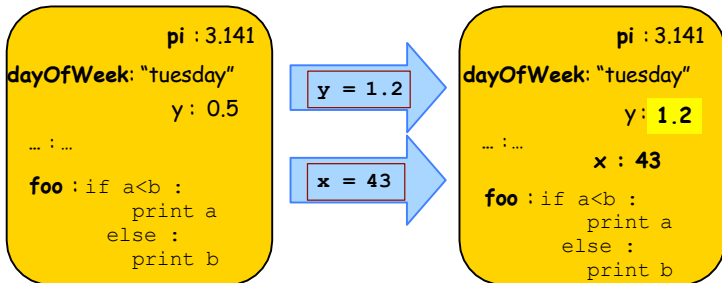 pi : 3.141
dayOfWeek: “tuesday”
y : 0.5
… : …
foo : if a<b :
print a
else :
print b
y = 1.2
x = 43
pi : 3.141
dayOfWeek: “tuesday”
y : 1.2
… : …
x : 43
foo : if a<b :
print a
else :
print b